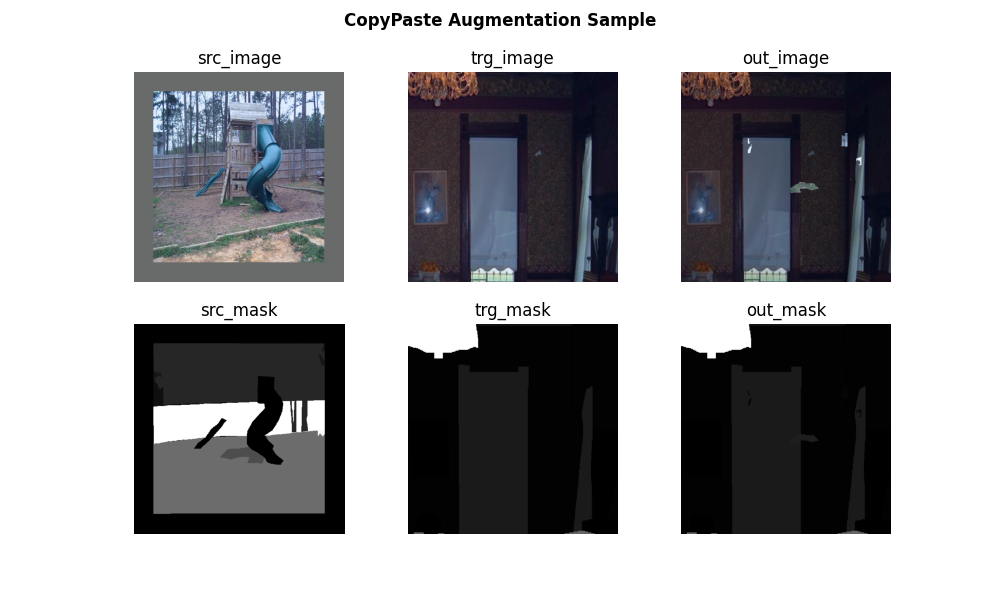 CopyPaste Augmentation Sample
src_image
trg_image
out_image
src_mask
trg_mask
out_mask